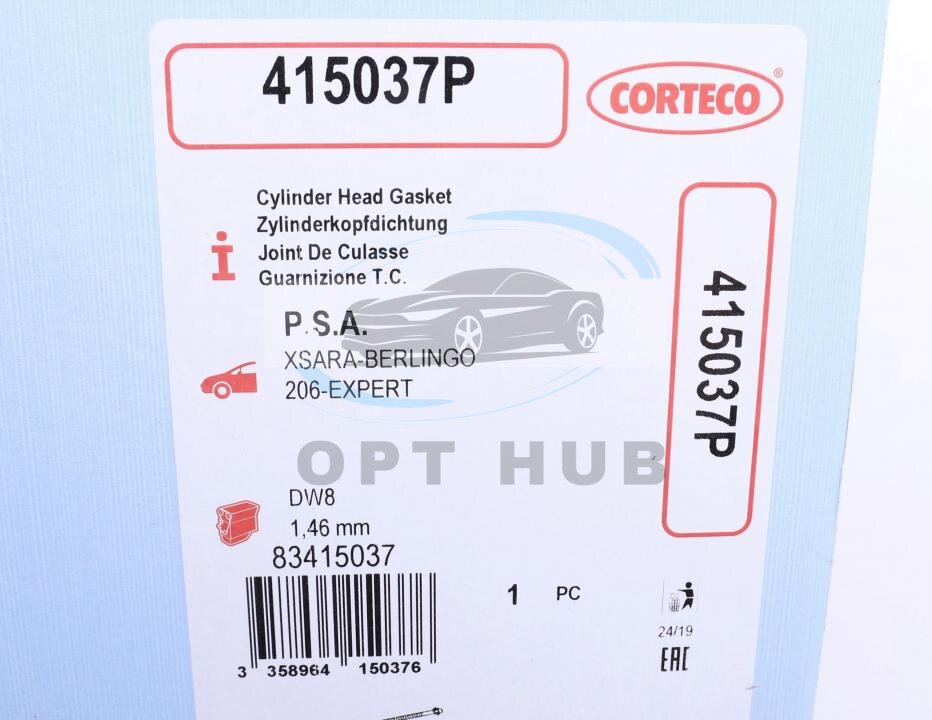 415037P
CORTECO®
Cylinder Head Gasket
Zylinderkopfdichtung
Joint De Culasse
Guarnizione T.C.
P.S.A.
XSARA-BERLINGO
206-EXPERT
415037P
OPT HUB
DW8
1,46 mm
83415037
1 PC
3 358964 150376
24/19
EAC